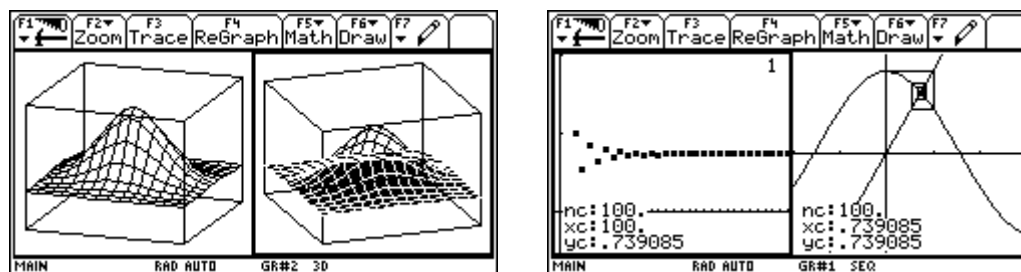 F1 F2 F3 F4 F5 F6 F7
Zoom Trace ReGraph Math Draw
MAIN RAD AUTO GR#2 3D
F1 F2 F3 F4 F5 F6 F7
Zoom Trace ReGraph Math Draw
1
nc:100. nc:100.
xc:100. xc:100.
yc:.739085 yc:.739085
MAIN RAD AUTO GR#1 SEQ